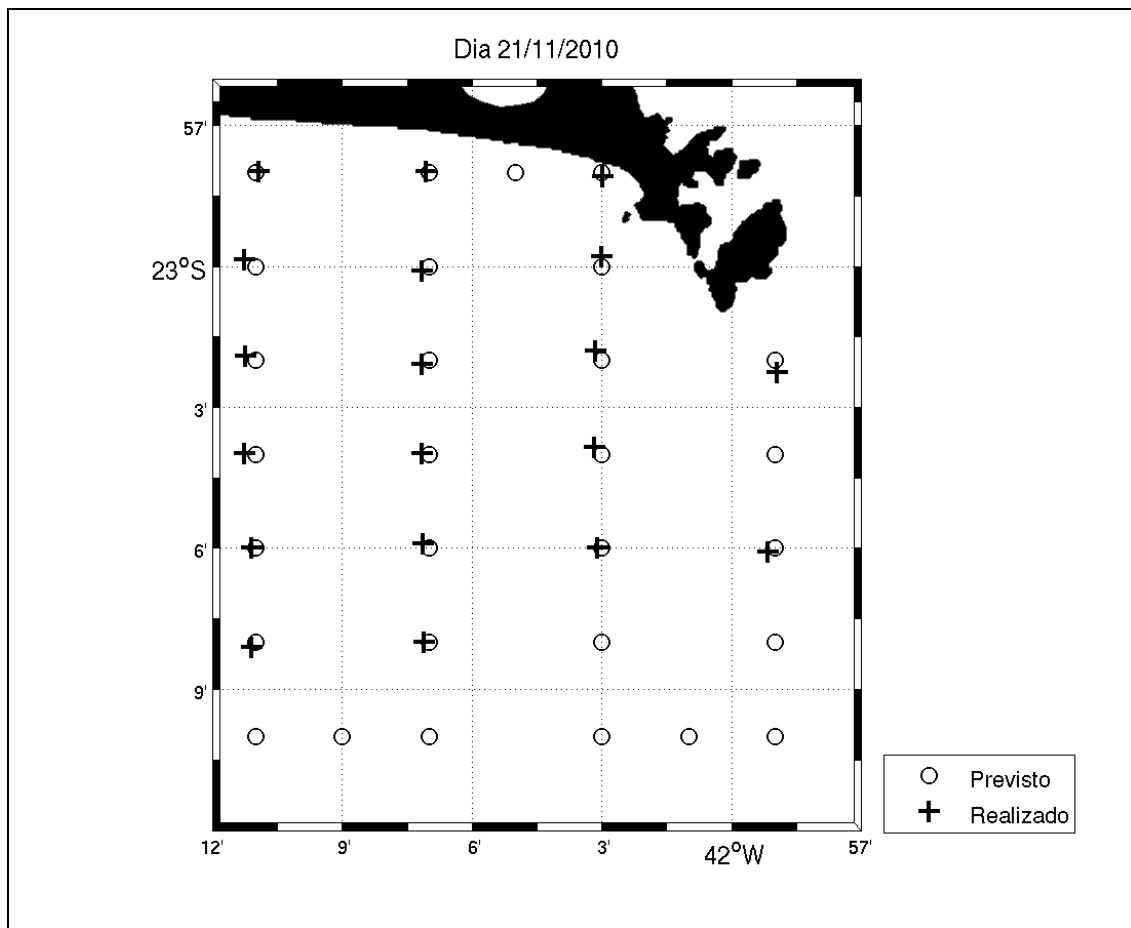 Dia 21/11/2010
57'
23°S
3'
6'
9'
12' 9' 6' 3' 42°W 57'
Previsto
Realizado